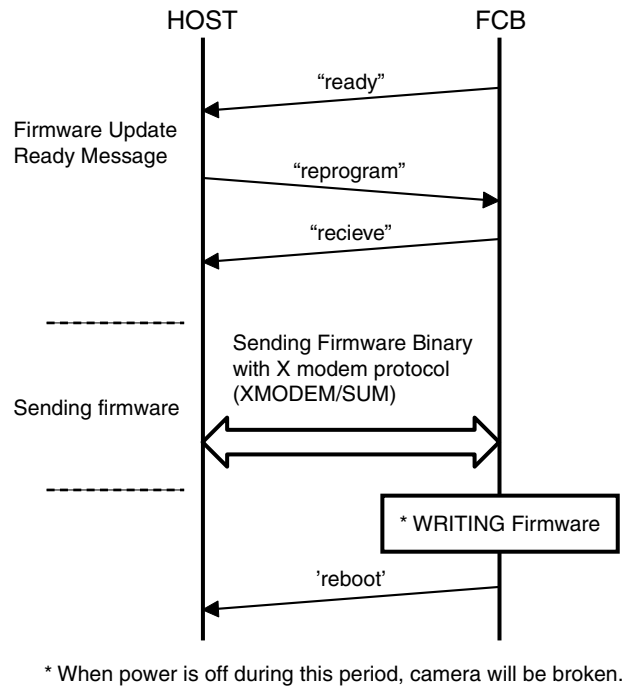 HOST
FCB
“ready”
Firmware Update
Ready Message
“reprogram”
“recieve”
Sending Firmware Binary
with X modem protocol
(XMODEM/SUM)
Sending firmware
* WRITING Firmware
’reboot’
* When power is off during this period, camera will be broken.